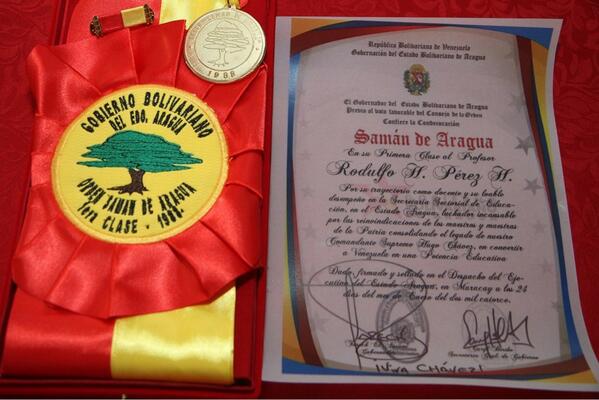 GOBIERNO BOLIVARIANO
DEL EDO. ARAGUA
ORDEN SAMAN DE ARAGUA
1era CLASE - 1988
1988
República Bolivariana de Venezuela
Gobernación del Estado Bolivariano de Aragua
El Gobernador del Estado Bolivariano de Aragua
Previo al voto favorable del Consejo de la Orden
Confiere la Condecoración
Samán de Aragua
En su Primera Clase al Profesor
Rodulfo H. Pérez H.
Por su trayectoria como docente y su loable
desempeño en la Secretaría Sectorial de Educa-
ción, en el Estado Aragua, luchador incansable
por las reivindicaciones de los maestros y maestras
de la Patria consolidando el legado de nuestro
Comandante Supremo Hugo Chávez, en convertir
a Venezuela en una Potencia Educativa
Dado, firmado y sellado en el Despacho del Eje-
cutivo del Estado Aragua, en Maracay a los 24
días del mes de Enero del dos mil catorce.
Secretario Gral. de Gobierno
¡VIVA CHÁVEZ!